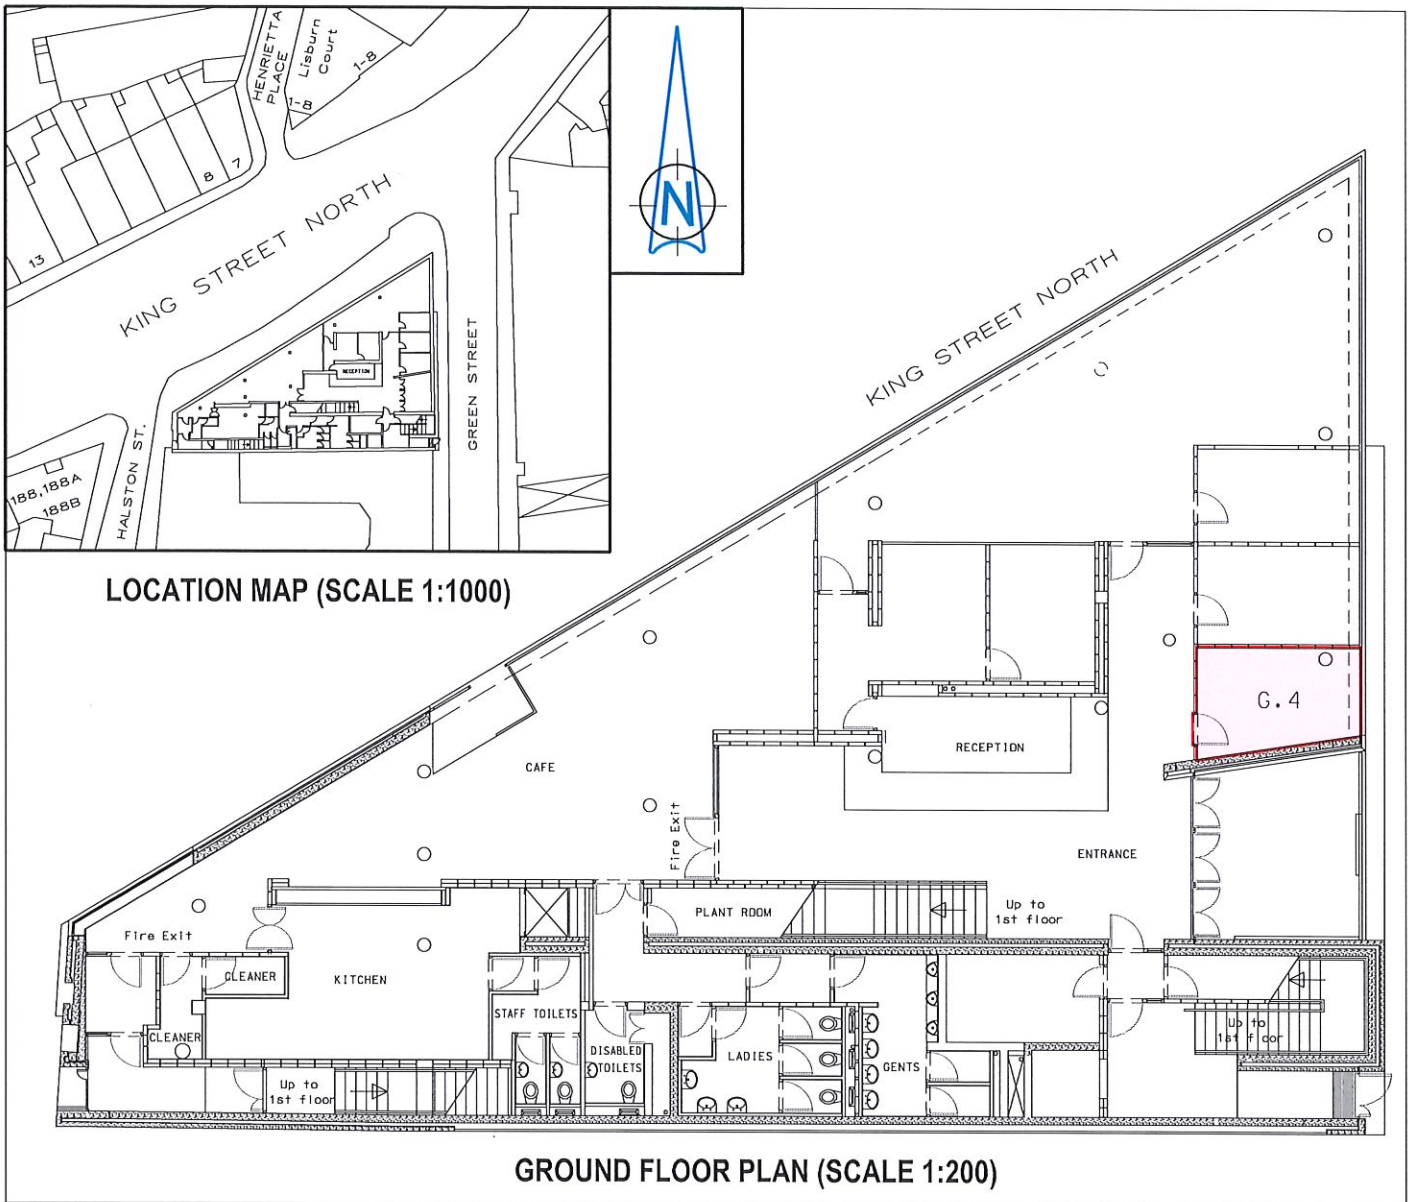 HENRIETTA
PLACE
Lisburn
Court
1-8
1-8
7
8
13
KING STREET NORTH
RECEPTION
GREEN STREET
HALSTON ST.
188,188A
188B
N
LOCATION MAP (SCALE 1:1000)
KING STREET NORTH
G.4
RECEPTION
CAFE
Fire Exit
ENTRANCE
PLANT ROOM
Up to
1st floor
Fire Exit
CLEANER
KITCHEN
STAFF TOILETS
CLEANER
DISABLED
TOILETS
LADIES
GENTS
Up to
1st floor
Up to
1st floor
GROUND FLOOR PLAN (SCALE 1:200)